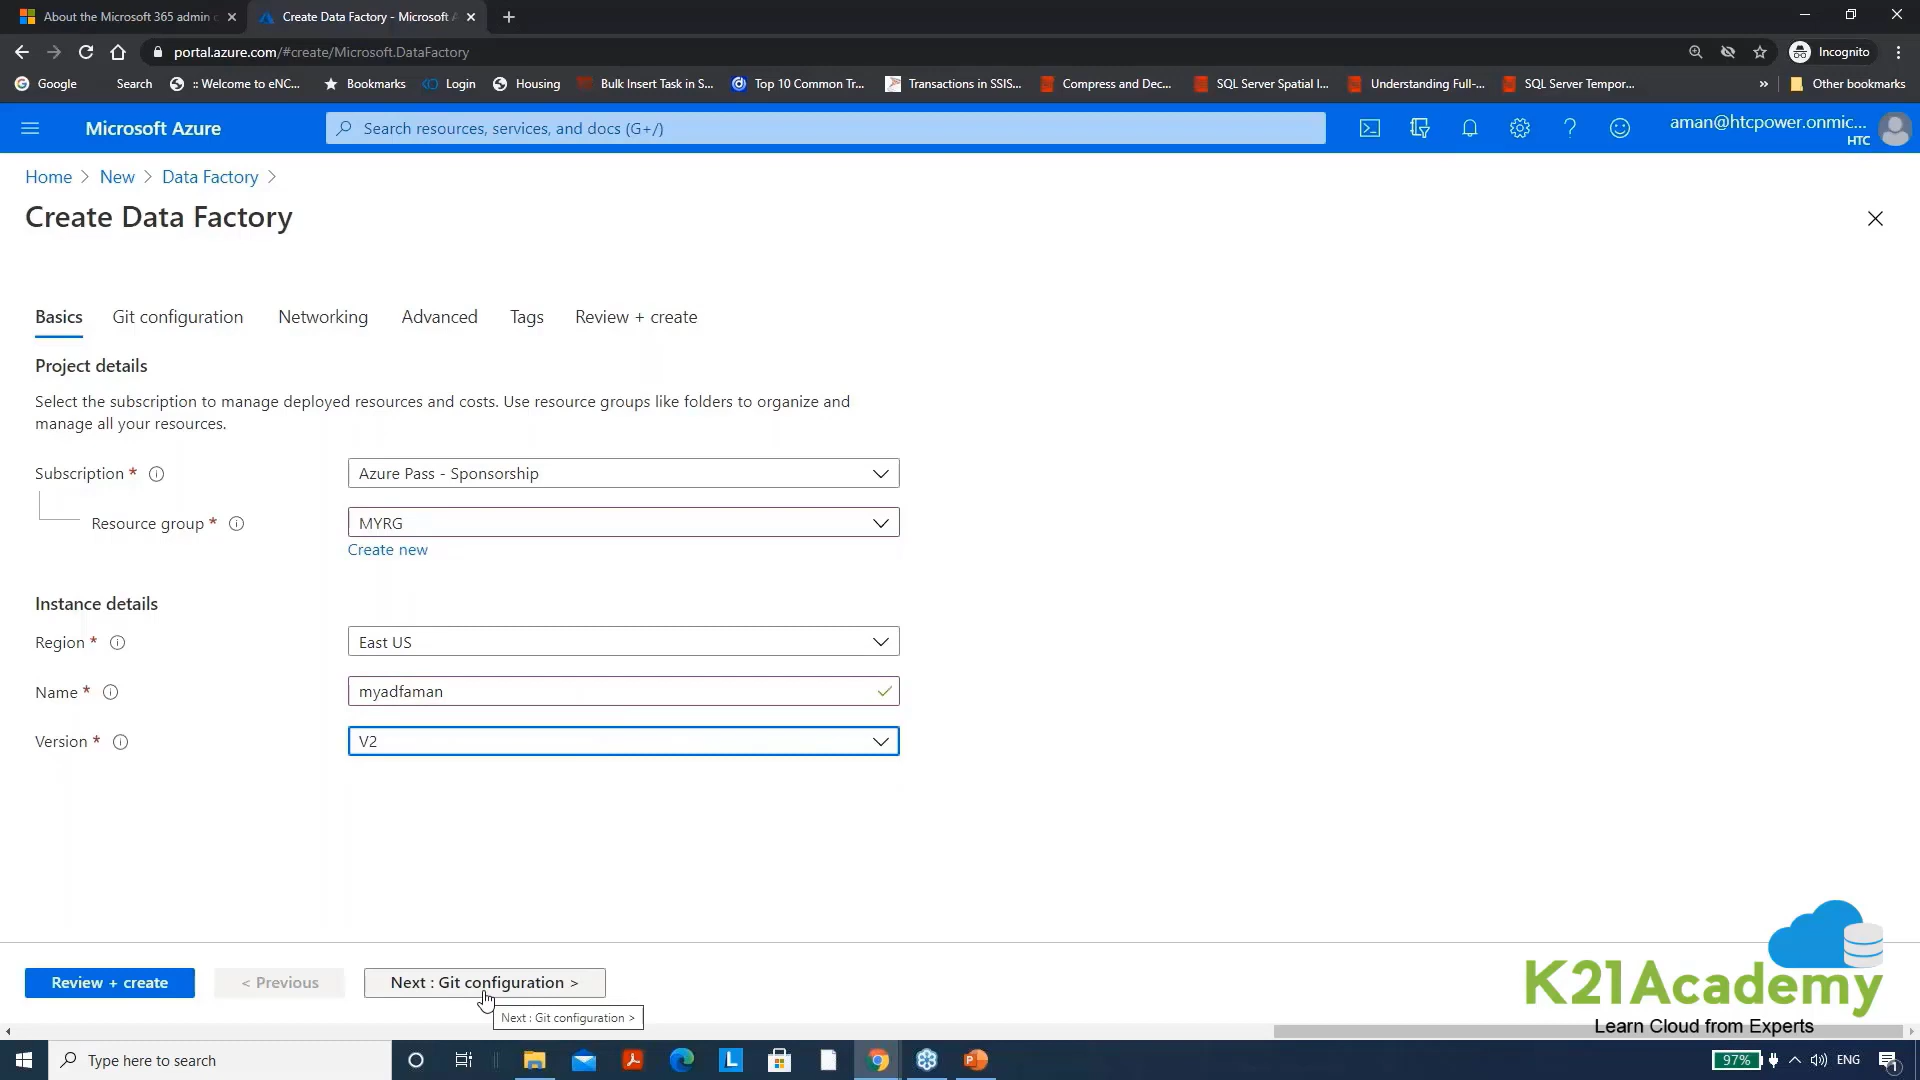 About the Microsoft 365 admin c
Create Data Factory - Microsoft A
portal.azure.com/#create/Microsoft.DataFactory
Incognito
Google
Search
:: Welcome to eNC...
Bookmarks
Login
Housing
Bulk Insert Task in S...
Top 10 Common Tr...
Transactions in SSIS...
Compress and Dec...
SQL Server Spatial I...
Understanding Full-...
SQL Server Tempor...
»
Other bookmarks
Microsoft Azure
Search resources, services, and docs (G+/)
aman@htcpower.onmic...
HTC
Home > New > Data Factory >
Create Data Factory
Basics
Git configuration
Networking
Advanced
Tags
Review + create
Project details
Select the subscription to manage deployed resources and costs. Use resource groups like folders to organize and
manage all your resources.
Subscription *
Azure Pass - Sponsorship
Resource group *
MYRG
Create new
Instance details
Region *
East US
Name *
myadfaman
Version *
V2
Review + create
< Previous
Next : Git configuration >
Next : Git configuration >
K21Academy
Learn Cloud from Experts
Type here to search
L
P
97%
ENG
1